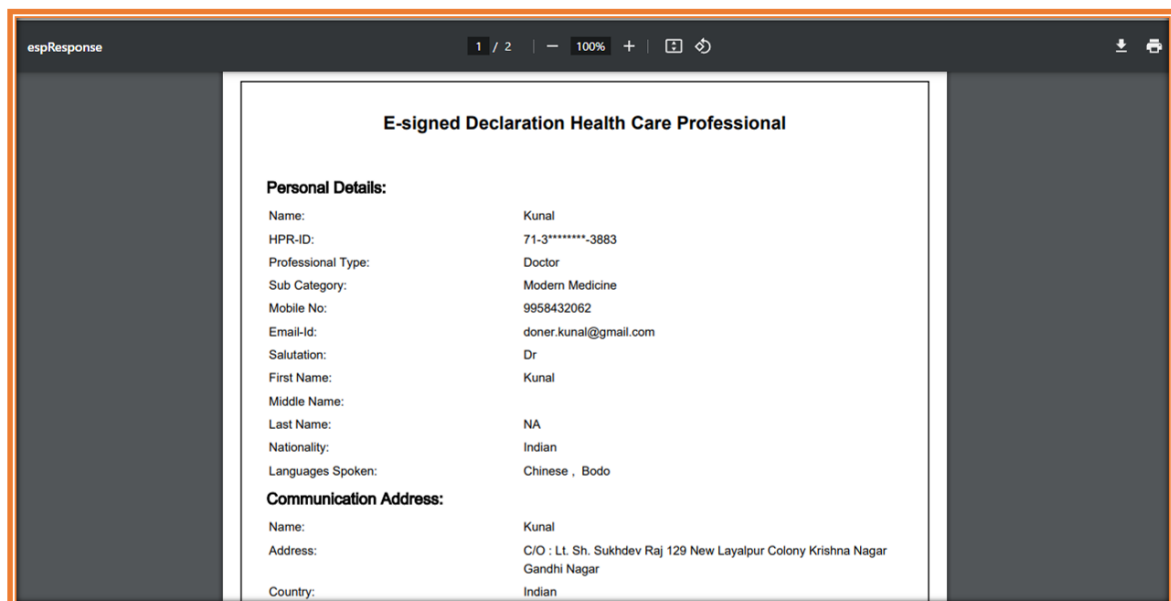 espResponse
1 / 2
100%
E-signed Declaration Health Care Professional
Personal Details:
Name: Kunal
HPR-ID: 71-3********-3883
Professional Type: Doctor
Sub Category: Modern Medicine
Mobile No: 9958432062
Email-Id: doner.kunal@gmail.com
Salutation: Dr
First Name: Kunal
Middle Name:
Last Name: NA
Nationality: Indian
Languages Spoken: Chinese , Bodo
Communication Address:
Name: Kunal
Address: C/O : Lt. Sh. Sukhdev Raj 129 New Layalpur Colony Krishna Nagar
Gandhi Nagar
Country: Indian